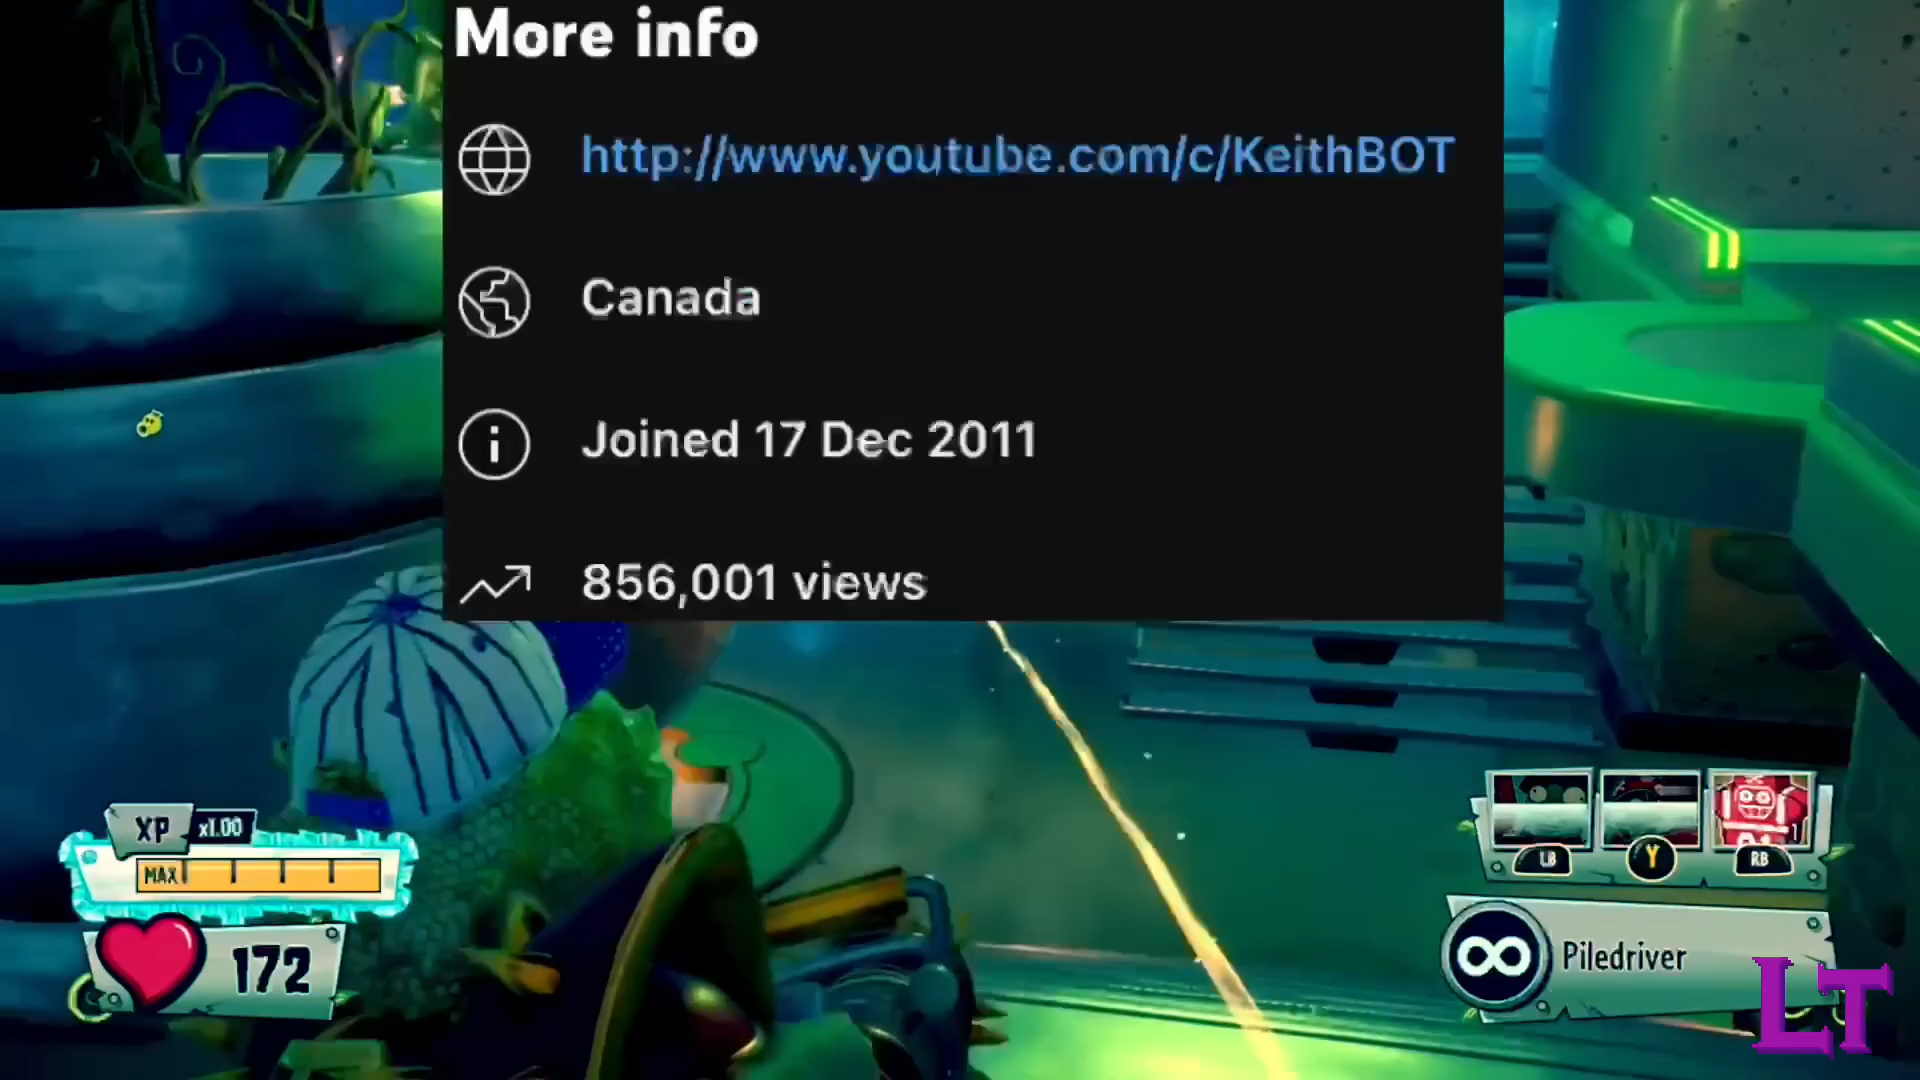 More info
http://www.youtube.com/c/KeithBOT
Canada
Joined 17 Dec 2011
856,001 views
XP x1.00
MAX
172
LB Y RB
Piledriver
LT